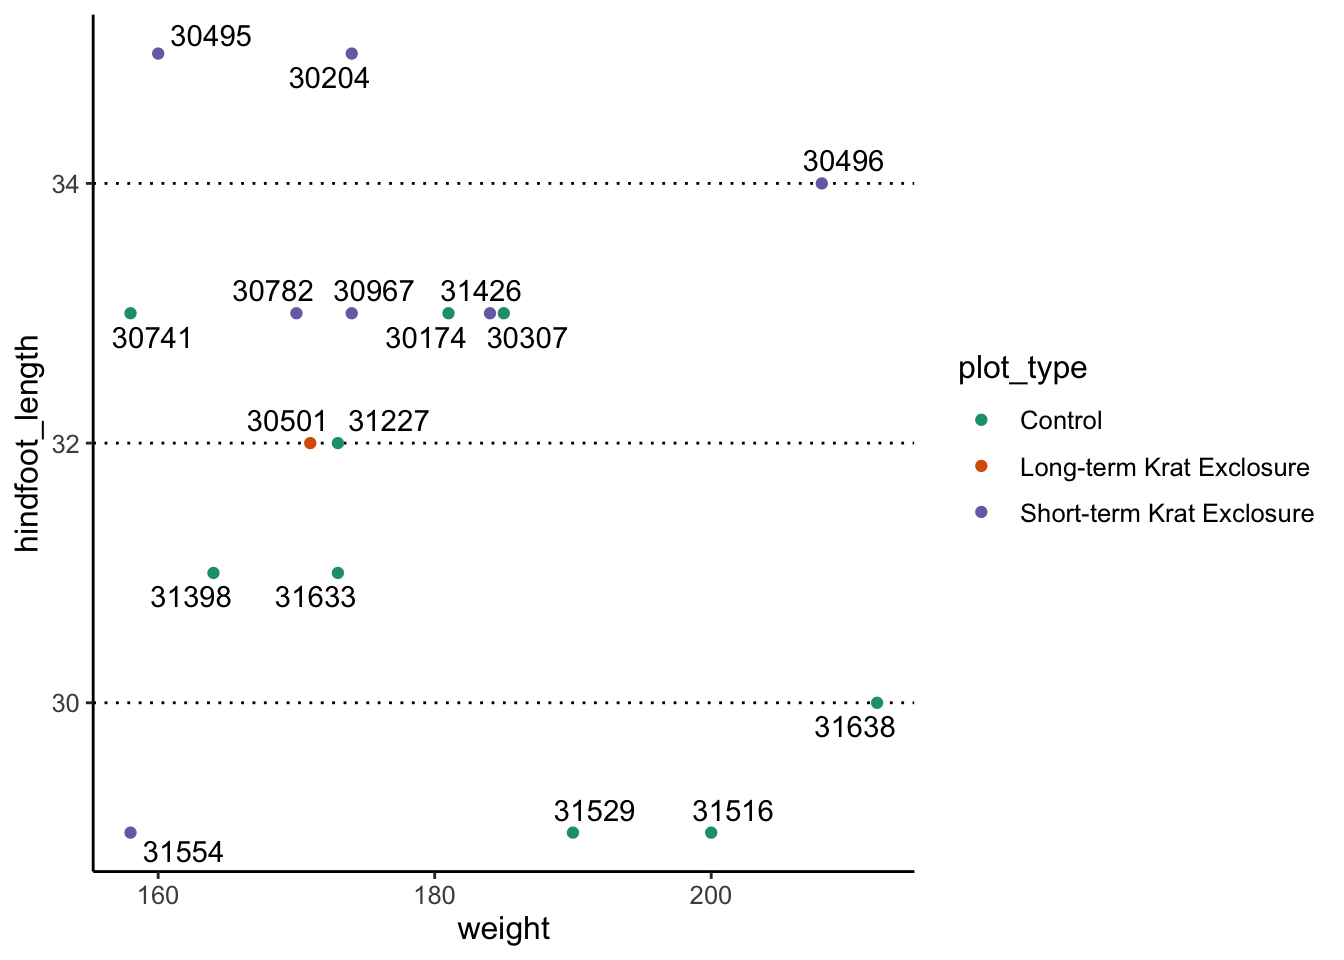 30495
30204
30496
34
30782 30967 31426
30741 30174 30307
30501 31227
32
31398 31633
30
31638
31529 31516
31554
160 180 200
weight
hindfoot_length
plot_type
Control
Long-term Krat Exclosure
Short-term Krat Exclosure